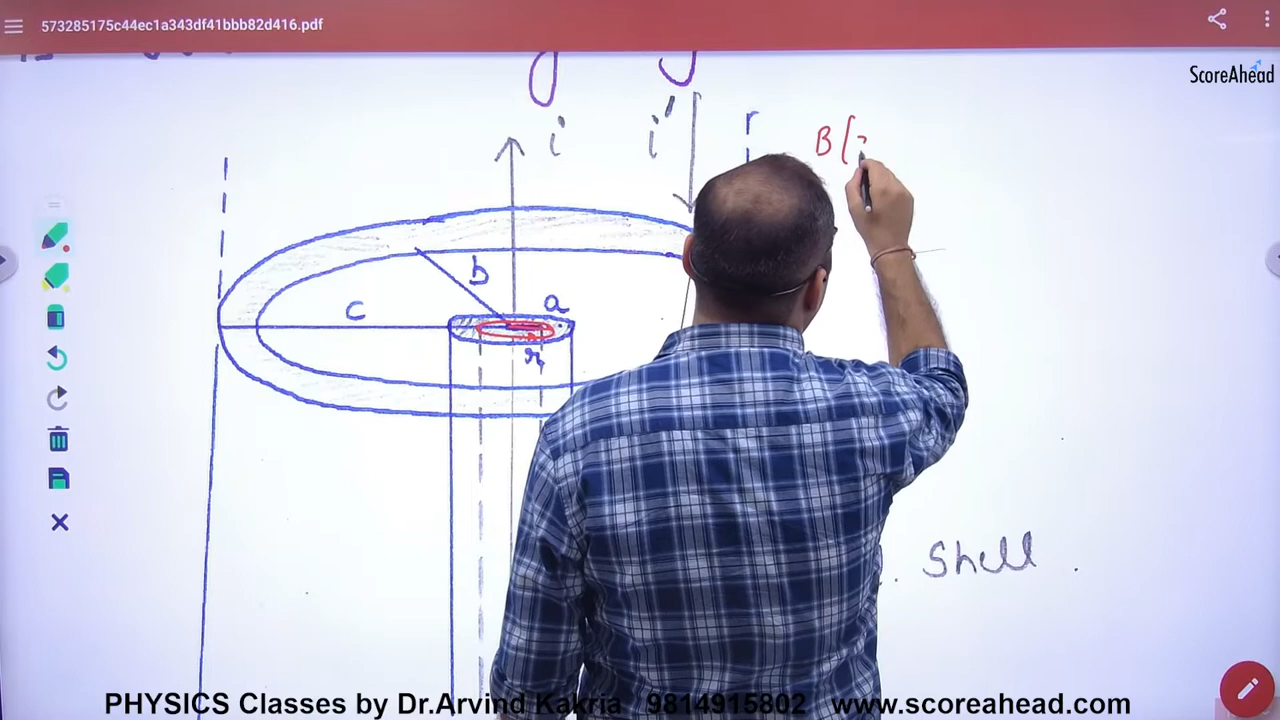 573285175c44ec1a343df41bbb82d416.pdf
ScoreAhead
i i' r B(
b
c a
r
Shell
PHYSICS Classes by Dr.Arvind Kakria 9814915802 www.scoreahead.com